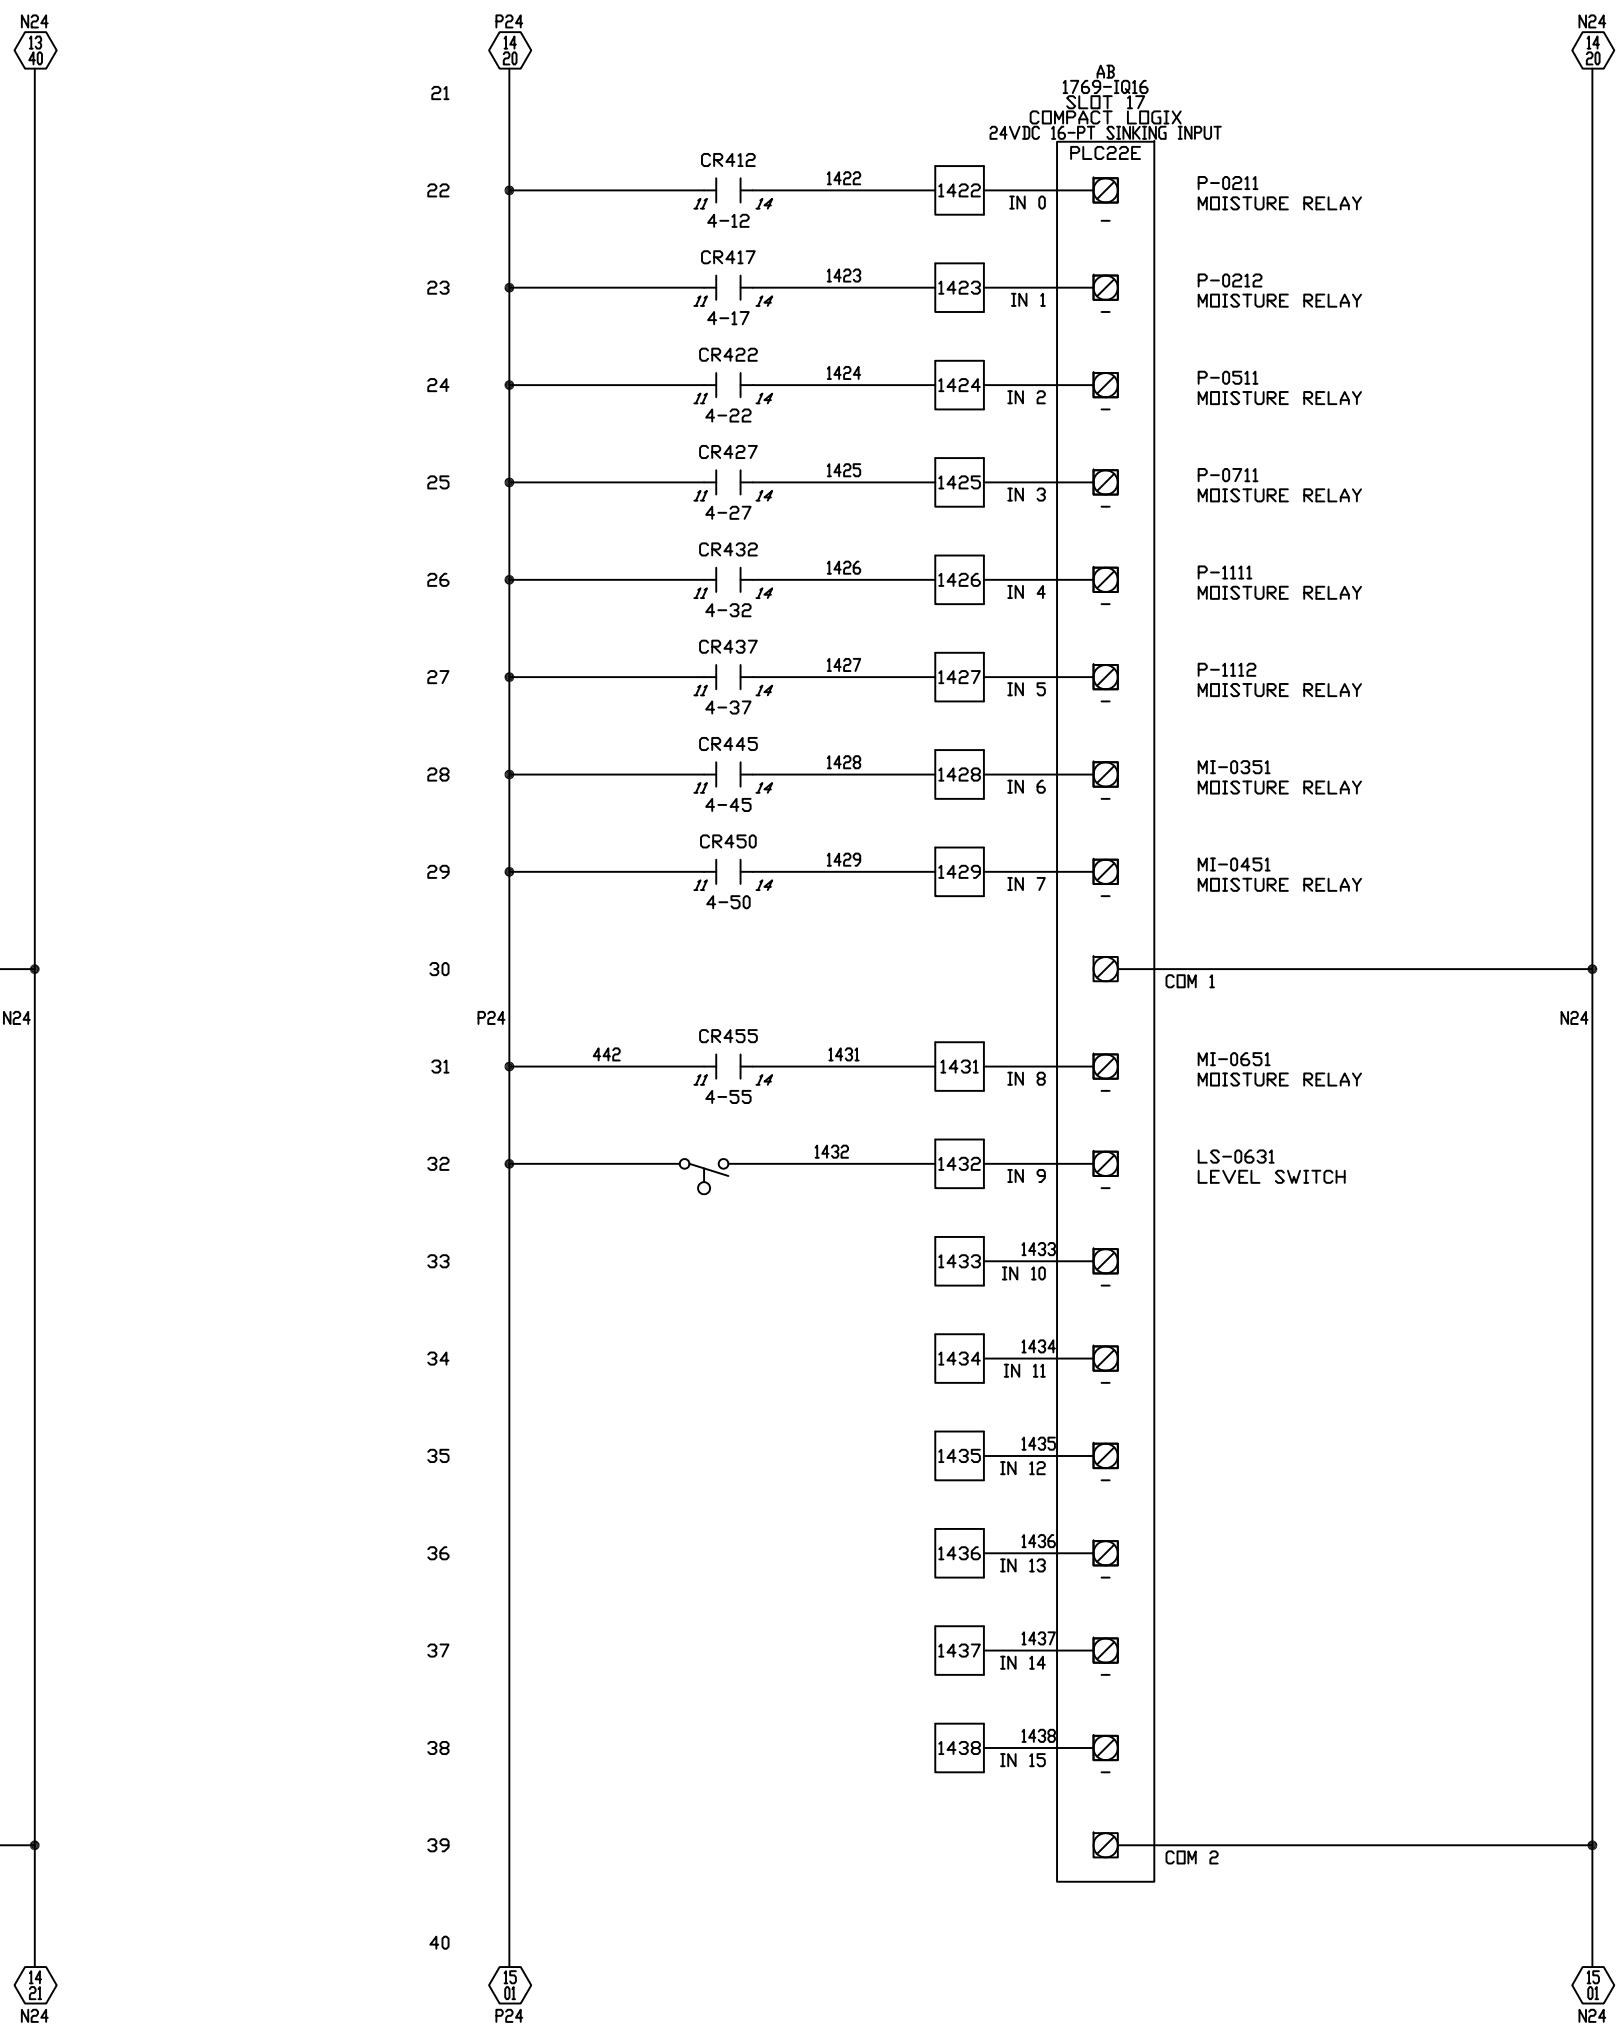 N24
13
40
P24
14
20
N24
14
20
21
AB
1769-IQ16
SLOT 17
COMPACT LOGIX
24VDC 16-PT SINKING INPUT
PLC22E
22
CR412
11
14
4-12
1422
1422
IN 0
-
P-0211
MOISTURE RELAY
23
CR417
11
14
4-17
1423
1423
IN 1
-
P-0212
MOISTURE RELAY
24
CR422
11
14
4-22
1424
1424
IN 2
-
P-0511
MOISTURE RELAY
25
CR427
11
14
4-27
1425
1425
IN 3
-
P-0711
MOISTURE RELAY
26
CR432
11
14
4-32
1426
1426
IN 4
-
P-1111
MOISTURE RELAY
27
CR437
11
14
4-37
1427
1427
IN 5
-
P-1112
MOISTURE RELAY
28
CR445
11
14
4-45
1428
1428
IN 6
-
MI-0351
MOISTURE RELAY
29
CR450
11
14
4-50
1429
1429
IN 7
-
MI-0451
MOISTURE RELAY
30
COM 1
N24
P24
N24
31
442
CR455
11
14
4-55
1431
1431
IN 8
-
MI-0651
MOISTURE RELAY
32
1432
1432
IN 9
-
LS-0631
LEVEL SWITCH
33
1433
1433
IN 10
-
34
1434
1434
IN 11
-
35
1435
1435
IN 12
-
36
1436
1436
IN 13
-
37
1437
1437
IN 14
-
38
1438
1438
IN 15
-
39
COM 2
40
14
21
N24
15
01
P24
15
01
N24